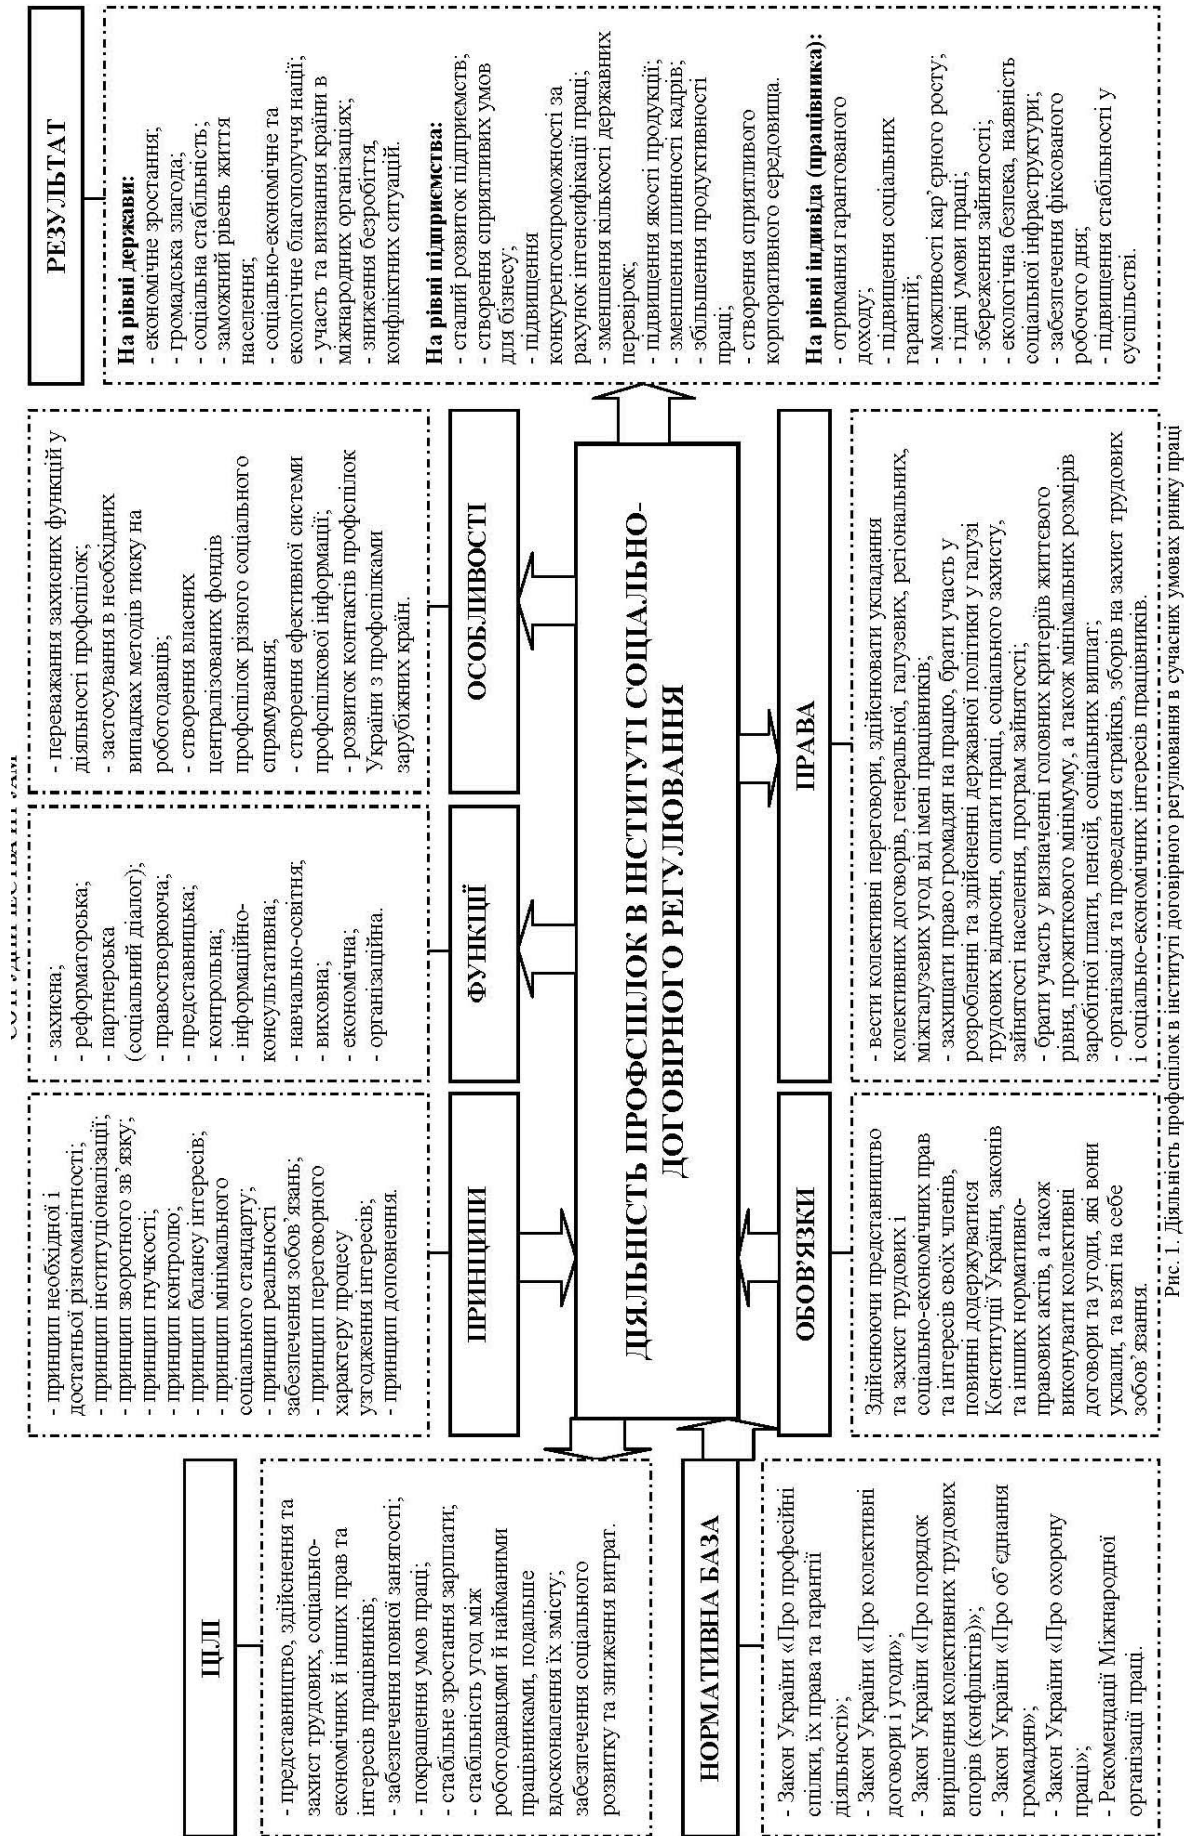 ЦІЛІ
- представництво, здійснення та
захист трудових, соціально-
економічних й інших прав та
інтересів працівників;
- забезпечення повної занятості;
- покращення умов праці;
- стабільне зростання зарплати;
- стабільність угод між
роботодавцями й найманими
працівниками, подальше
вдосконалення їх змісту;
забезпечення соціального
розвитку та зниження витрат.
НОРМАТИВНА БАЗА
- Закон України «Про професійні
спілки, їх права та гарантії
діяльності»;
- Закон України «Про колективні
договори і угоди»;
- Закон України «Про порядок
вирішення колективних трудових
спорів (конфліктів)»;
- Закон України «Про об’єднання
громадян»;
- Закон України «Про охорону
праці»;
- Рекомендації Міжнародної
організації праці.
- принцип необхідної і
достатньої різноманітності;
- принцип інституціоналізації;
- принцип зворотного зв’язку;
- принцип гнучкості;
- принцип контролю;
- принцип балансу інтересів;
- принцип мінімального
соціального стандарту;
- принцип реальності
забезпечення зобов’язань;
- принцип переговорного
характеру процесу
узгодження інтересів;
- принцип доповнення.
ПРИНЦИПИ
- захисна;
- реформаторська;
- партнерська
(соціальний діалог);
- правостворююча;
- представницька;
- контрольна;
- інформаційно-
консультативна;
- навчально-освітня;
- виховна;
- економічна;
- організаційна.
ФУНКЦІЇ
- переважання захисних функцій у
діяльності профспілок;
- застосування в необхідних
випадках методів тиску на
роботодавців;
- створення власних
централізованих фондів
профспілок різного соціального
спрямування;
- створення ефективної системи
профспілкової інформації;
- розвиток контактів профспілок
України з профспілками
зарубіжних країн.
ОСОБЛИВОСТІ
ДІЯЛЬНІСТЬ ПРОФСПІЛОК В ІНСТИТУТІ СОЦІАЛЬНО-
ДОГОВІРНОГО РЕГУЛЮВАННЯ
ОБОВ’ЯЗКИ
Здійснюючи представництво
та захист трудових і
соціально-економічних прав
та інтересів своїх членів,
повинні додержуватися
Конституції України, законів
та інших нормативно-
правових актів, а також
виконувати колективні
договори та угоди, які вони
уклали, та взяті на себе
зобов’язання.
ПРАВА
- вести колективні переговори, здійснювати укладання
колективних договорів, генеральної, галузевих, регіональних,
міжгалузевих угод від імені працівників;
- захищати право громадян на працю, брати участь у
розробленні та здійсненні державної політики у галузі
трудових відносин, оплати праці, соціального захисту,
зайнятості населення, програм зайнятості;
- брати участь у визначенні головних критеріїв життєвого
рівня, прожиткового мінімуму, а також мінімальних розмірів
заробітної плати, пенсій, соціальних виплат;
- організація та проведення страйків, зборів на захист трудових
і соціально-економічних інтересів працівників.
РЕЗУЛЬТАТ
На рівні держави:
- економічне зростання;
- громадська злагода;
- соціальна стабільність;
- заможний рівень життя
населення;
- соціально-економічне та
екологічне благополуччя нації;
- участь та визнання країни в
міжнародних організаціях;
- зниження безробіття,
конфліктних ситуацій.
На рівні підприємства:
- сталий розвиток підприємств;
- створення сприятливих умов
для бізнесу;
- підвищення
конкурентоспроможності за
рахунок інтенсифікації праці;
- зменшення кількості державних
перевірок;
- підвищення якості продукції;
- зменшення плинності кадрів;
- збільшення продуктивності
праці;
- створення сприятливого
корпоративного середовища.
На рівні індивіда (працівника):
- отримання гарантованого
доходу;
- підвищення соціальних
гарантій;
- можливості кар’єрного росту;
- гідні умови праці;
- збереження зайнятості;
- екологічна безпека, наявність
соціальної інфраструктури;
- забезпечення фіксованого
робочого дня;
- підвищення стабільності у
суспільстві.
Рис. 1. Діяльність профспілок в інституті договірного регулювання в сучасних умовах ринку праці